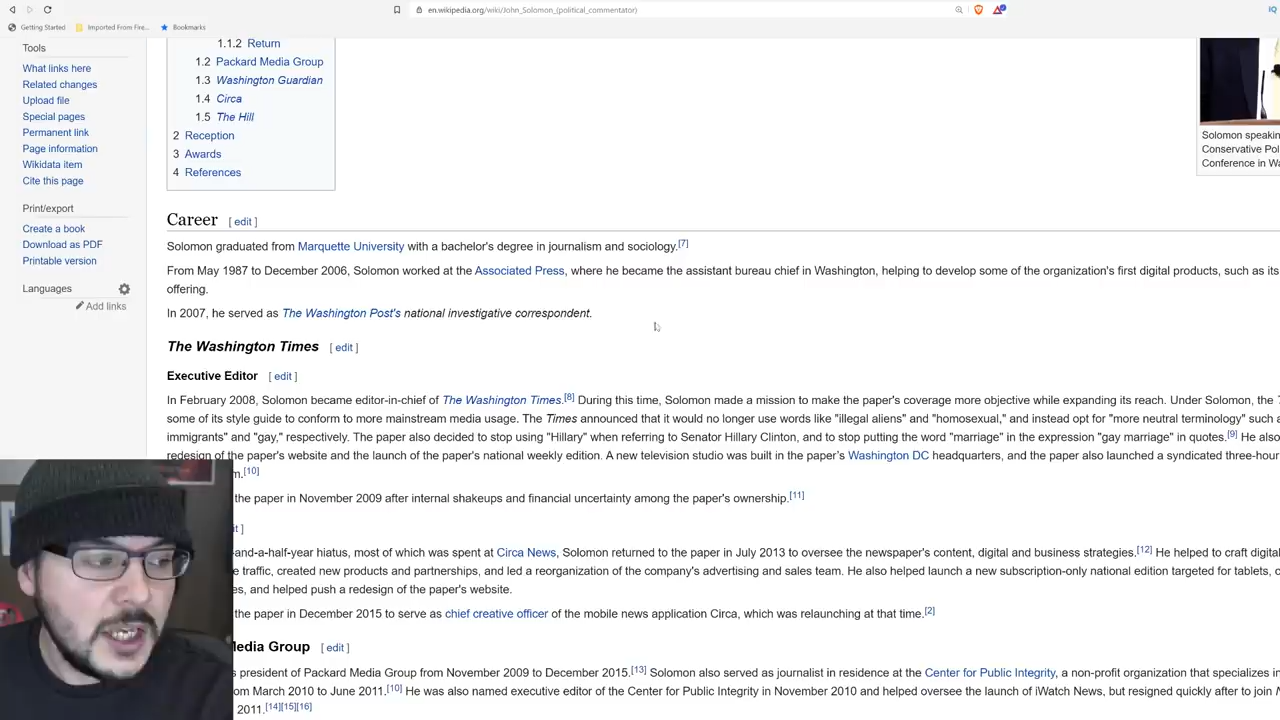 en.wikipedia.org/wiki/John_Solomon_(political_commentator)
Getting Started
Imported From Fire...
Bookmarks
Tools
What links here
Related changes
Upload file
Special pages
Permanent link
Page information
Wikidata item
Cite this page
Print/export
Create a book
Download as PDF
Printable version
Languages
Add links
1.1.2 Return
1.2 Packard Media Group
1.3 Washington Guardian
1.4 Circa
1.5 The Hill
2 Reception
3 Awards
4 References
Solomon speakin
Conservative Pol
Conference in Wa
Career [ edit ]
Solomon graduated from Marquette University with a bachelor's degree in journalism and sociology.[7]
From May 1987 to December 2006, Solomon worked at the Associated Press, where he became the assistant bureau chief in Washington, helping to develop some of the organization's first digital products, such as its
offering.
In 2007, he served as The Washington Post's national investigative correspondent.
The Washington Times [ edit ]
Executive Editor [ edit ]
In February 2008, Solomon became editor-in-chief of The Washington Times.[8] During this time, Solomon made a mission to make the paper's coverage more objective while expanding its reach. Under Solomon, the
some of its style guide to conform to more mainstream media usage. The Times announced that it would no longer use words like "illegal aliens" and "homosexual," and instead opt for "more neutral terminology" such a
immigrants" and "gay," respectively. The paper also decided to stop using "Hillary" when referring to Senator Hillary Clinton, and to stop putting the word "marriage" in the expression "gay marriage" in quotes.[9] He also
redesign of the paper's website and the launch of the paper's national weekly edition. A new television studio was built in the paper's Washington DC headquarters, and the paper also launched a syndicated three-hour
m.[10]
the paper in November 2009 after internal shakeups and financial uncertainty among the paper's ownership.[11]
it ]
-and-a-half-year hiatus, most of which was spent at Circa News, Solomon returned to the paper in July 2013 to oversee the newspaper's content, digital and business strategies.[12] He helped to craft digital
e traffic, created new products and partnerships, and led a reorganization of the company's advertising and sales team. He also helped launch a new subscription-only national edition targeted for tablets, c
es, and helped push a redesign of the paper's website.
the paper in December 2015 to serve as chief creative officer of the mobile news application Circa, which was relaunching at that time.[2]
Media Group [ edit ]
s president of Packard Media Group from November 2009 to December 2015.[13] Solomon also served as journalist in residence at the Center for Public Integrity, a non-profit organization that specializes in
om March 2010 to June 2011.[10] He was also named executive editor of the Center for Public Integrity in November 2010 and helped oversee the launch of iWatch News, but resigned quickly after to join
2011.[14][15][16]